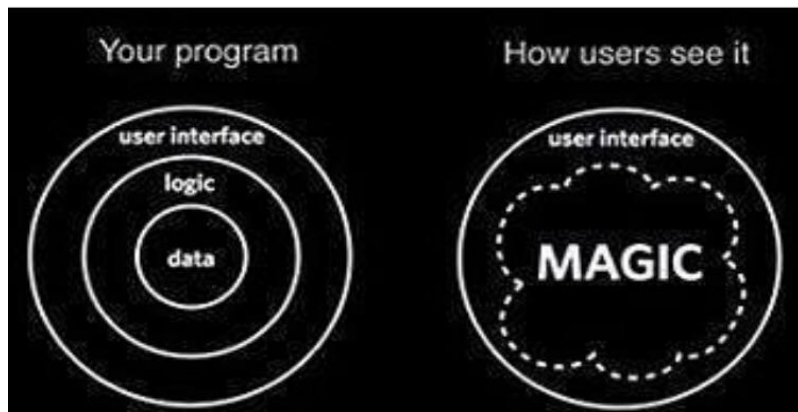 Your program
user interface
logic
data
How users see it
user interface
MAGIC